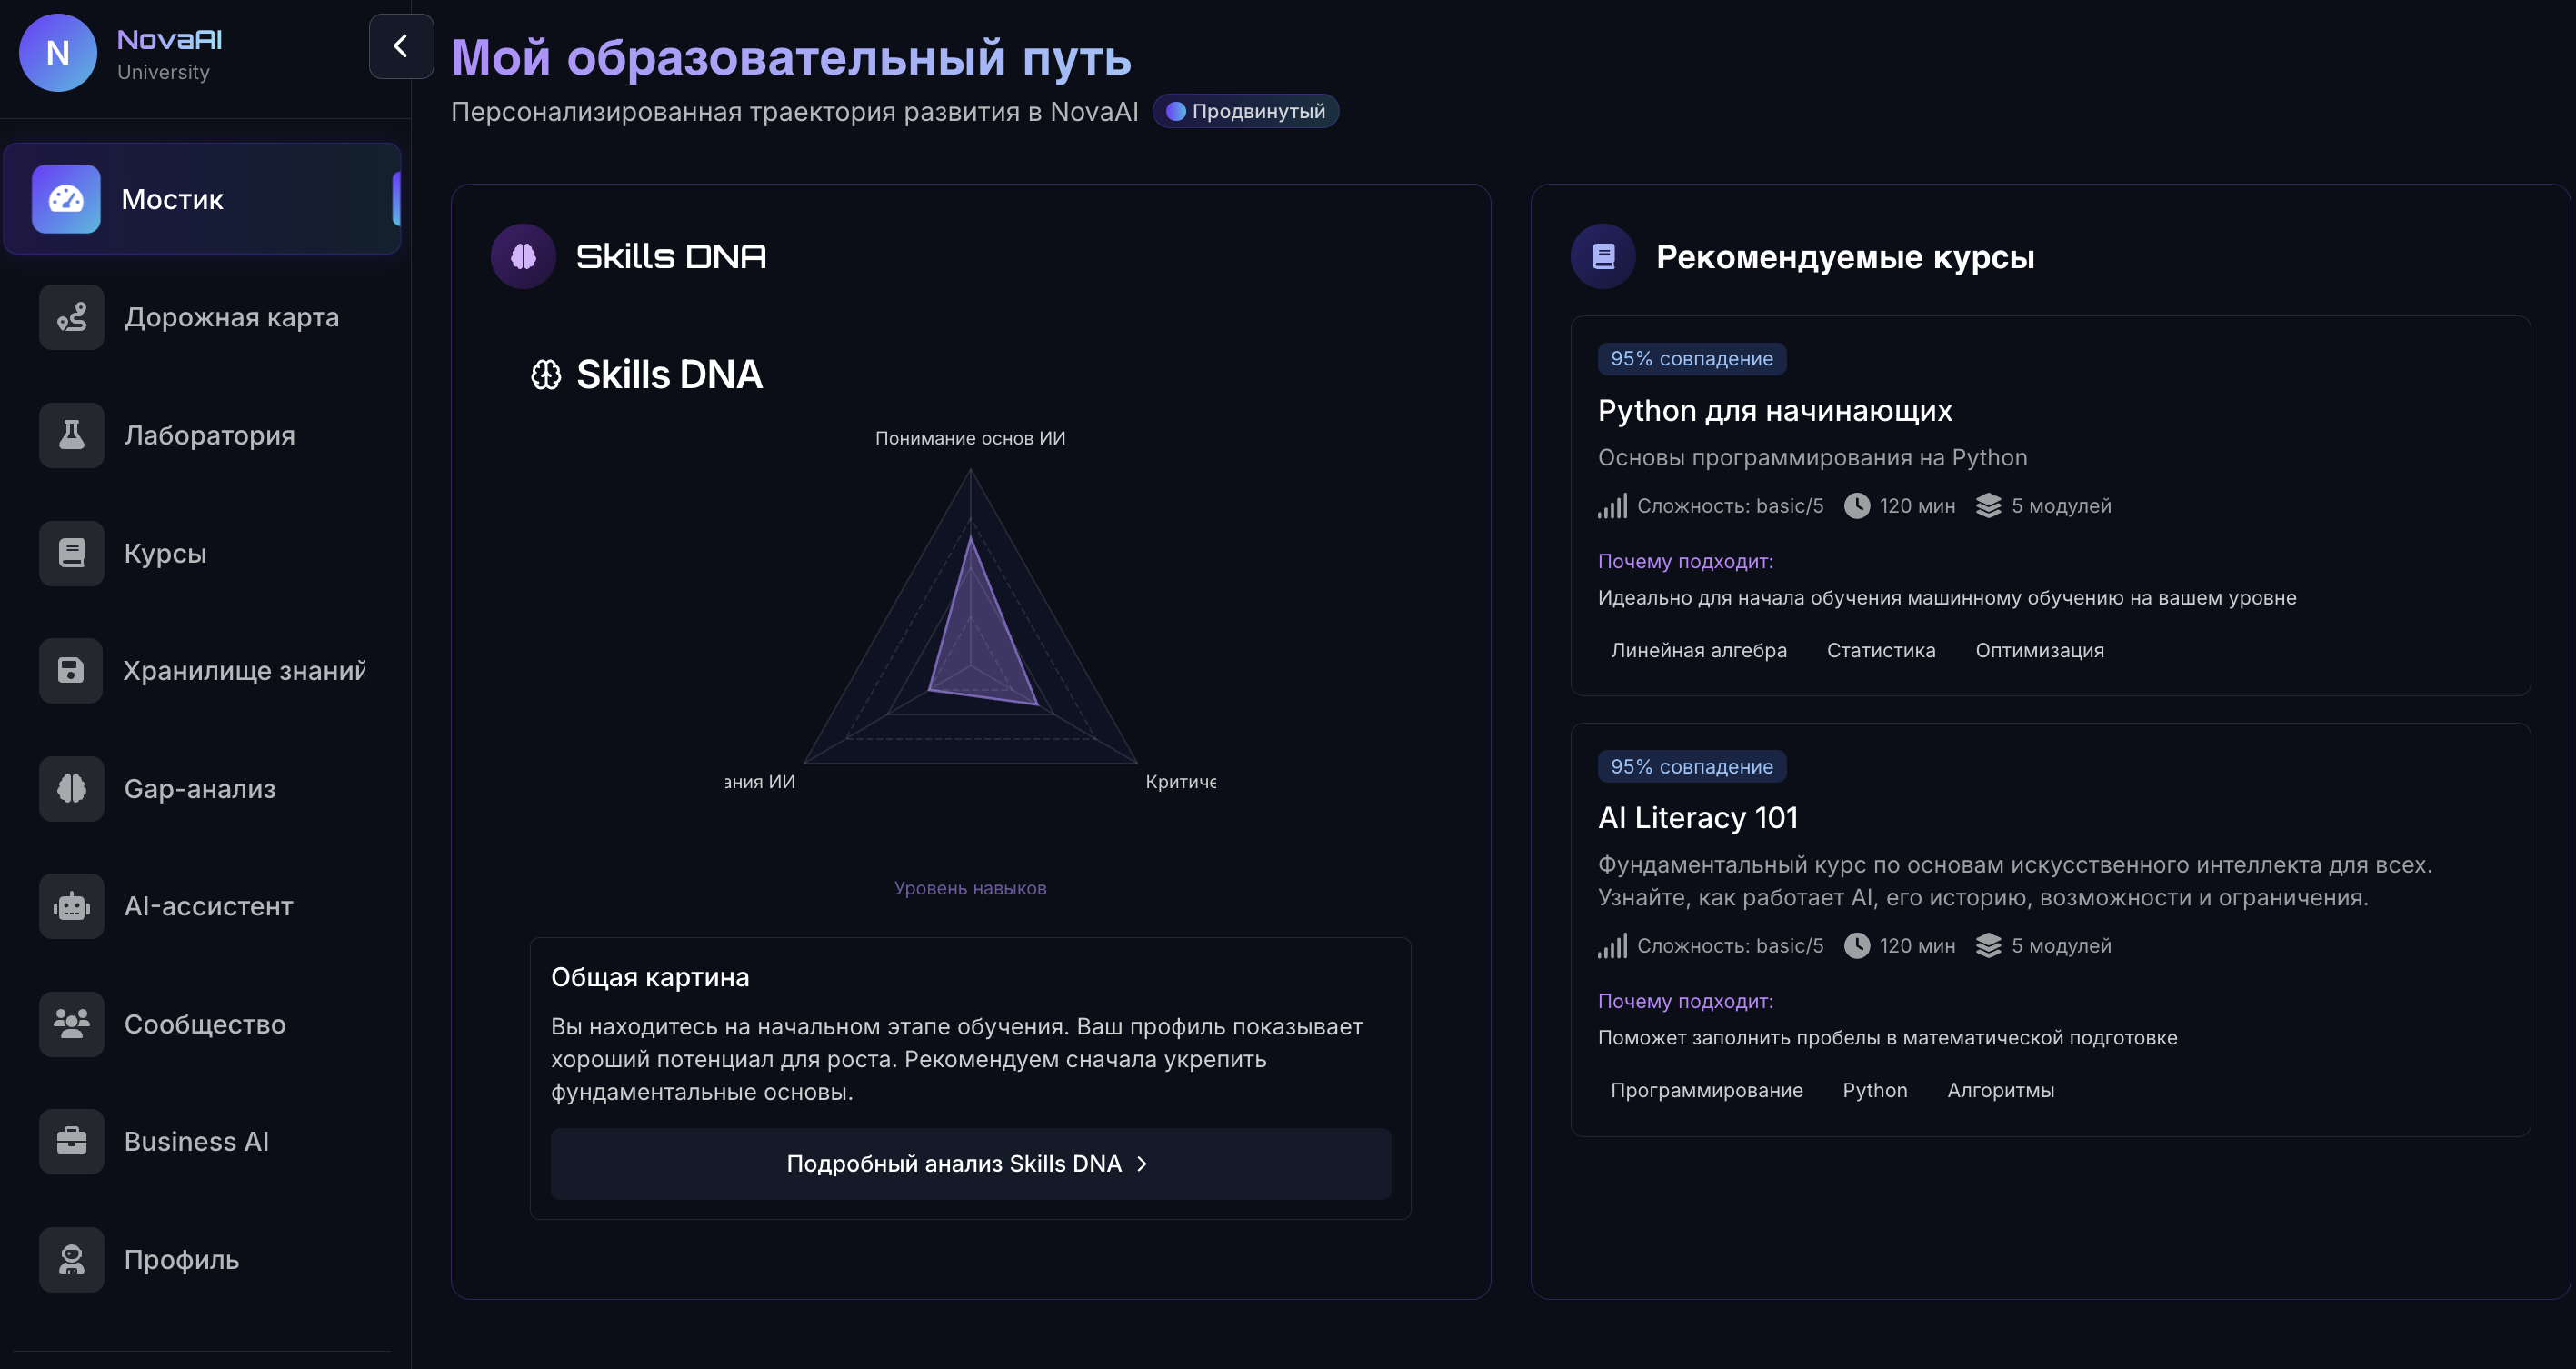 N
NovaAI
University
Мостик
Дорожная карта
Лаборатория
Курсы
Хранилище знаний
Gap-анализ
AI-ассистент
Сообщество
Business AI
Профиль
Мой образовательный путь
Персонализированная траектория развития в NovaAI
Продвинутый
Skills DNA
Skills DNA
Понимание основ ИИ
ания ИИ
Критиче
Уровень навыков
Общая картина
Вы находитесь на начальном этапе обучения. Ваш профиль показывает
хороший потенциал для роста. Рекомендуем сначала укрепить
фундаментальные основы.
Подробный анализ Skills DNA
Рекомендуемые курсы
95% совпадение
Python для начинающих
Основы программирования на Python
Сложность: basic/5 120 мин 5 модулей
Почему подходит:
Идеально для начала обучения машинному обучению на вашем уровне
Линейная алгебра Статистика Оптимизация
95% совпадение
AI Literacy 101
Фундаментальный курс по основам искусственного интеллекта для всех.
Узнайте, как работает AI, его историю, возможности и ограничения.
Сложность: basic/5 120 мин 5 модулей
Почему подходит:
Поможет заполнить пробелы в математической подготовке
Программирование Python Алгоритмы